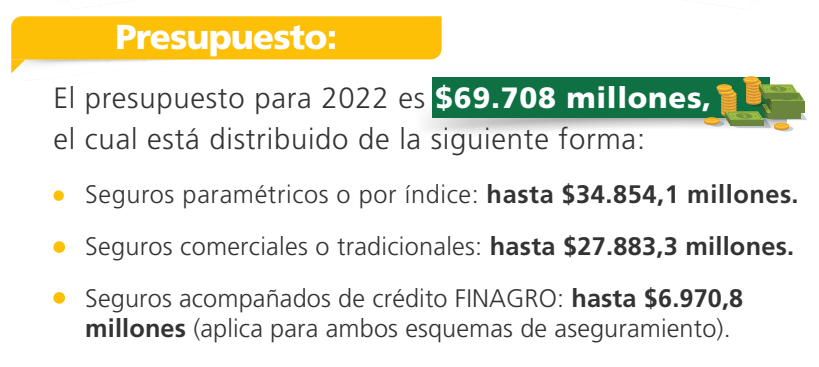 Presupuesto:
El presupuesto para 2022 es $69.708 millones,
el cual está distribuido de la siguiente forma:
• Seguros paramétricos o por índice: hasta $34.854,1 millones.
• Seguros comerciales o tradicionales: hasta $27.883,3 millones.
• Seguros acompañados de crédito FINAGRO: hasta $6.970,8
millones (aplica para ambos esquemas de aseguramiento).